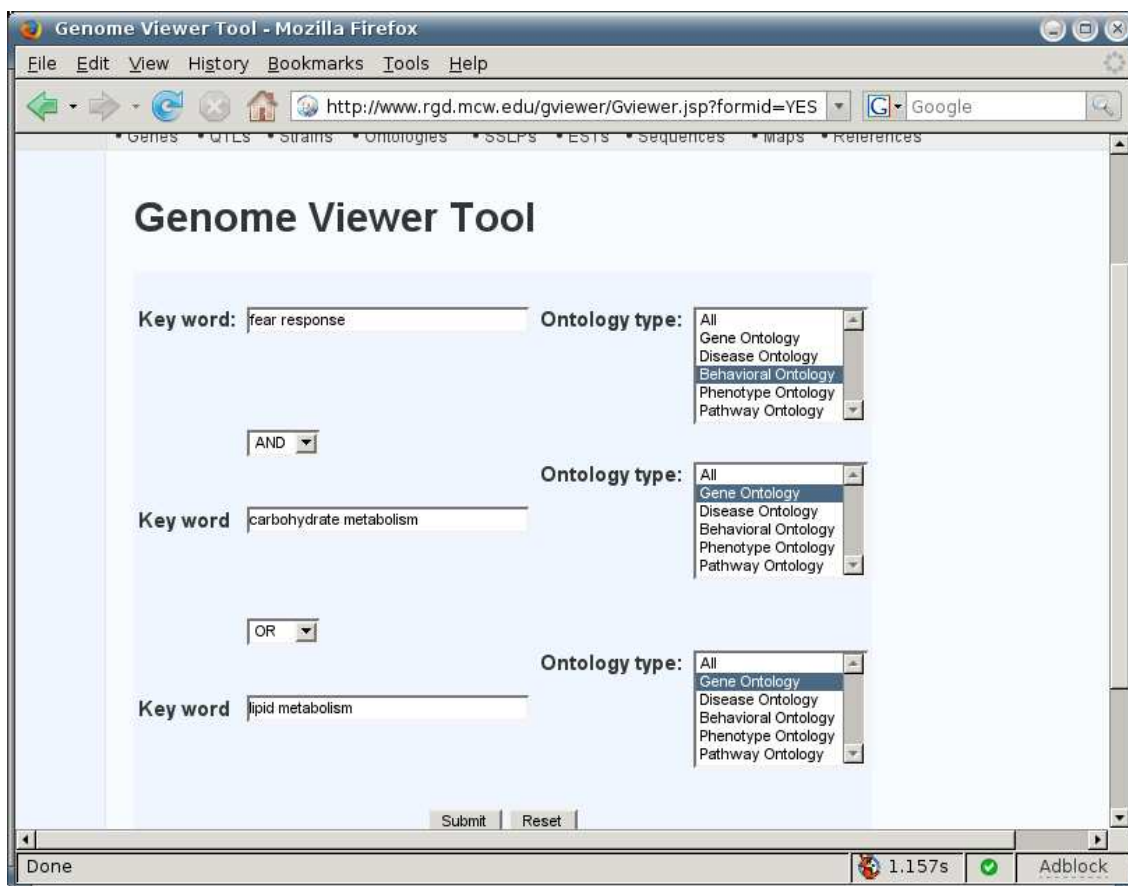 Genome Viewer Tool - Mozilla Firefox
File Edit View History Bookmarks Tools Help
http://www.rgd.mcw.edu/gviewer/Gviewer.jsp?formid=YES G Google
• Genes • QTLs • Strains • Ontologies • SSLPs • ESTs • Sequences • Maps • References
Genome Viewer Tool
Key word: fear response Ontology type: All
Gene Ontology
Disease Ontology
Behavioral Ontology
Phenotype Ontology
Pathway Ontology
AND
Ontology type: All
Gene Ontology
Key word carbohydrate metabolism Disease Ontology
Behavioral Ontology
Phenotype Ontology
Pathway Ontology
OR
Ontology type: All
Gene Ontology
Key word lipid metabolism Disease Ontology
Behavioral Ontology
Phenotype Ontology
Pathway Ontology
Submit Reset
Done 1.157s Adblock